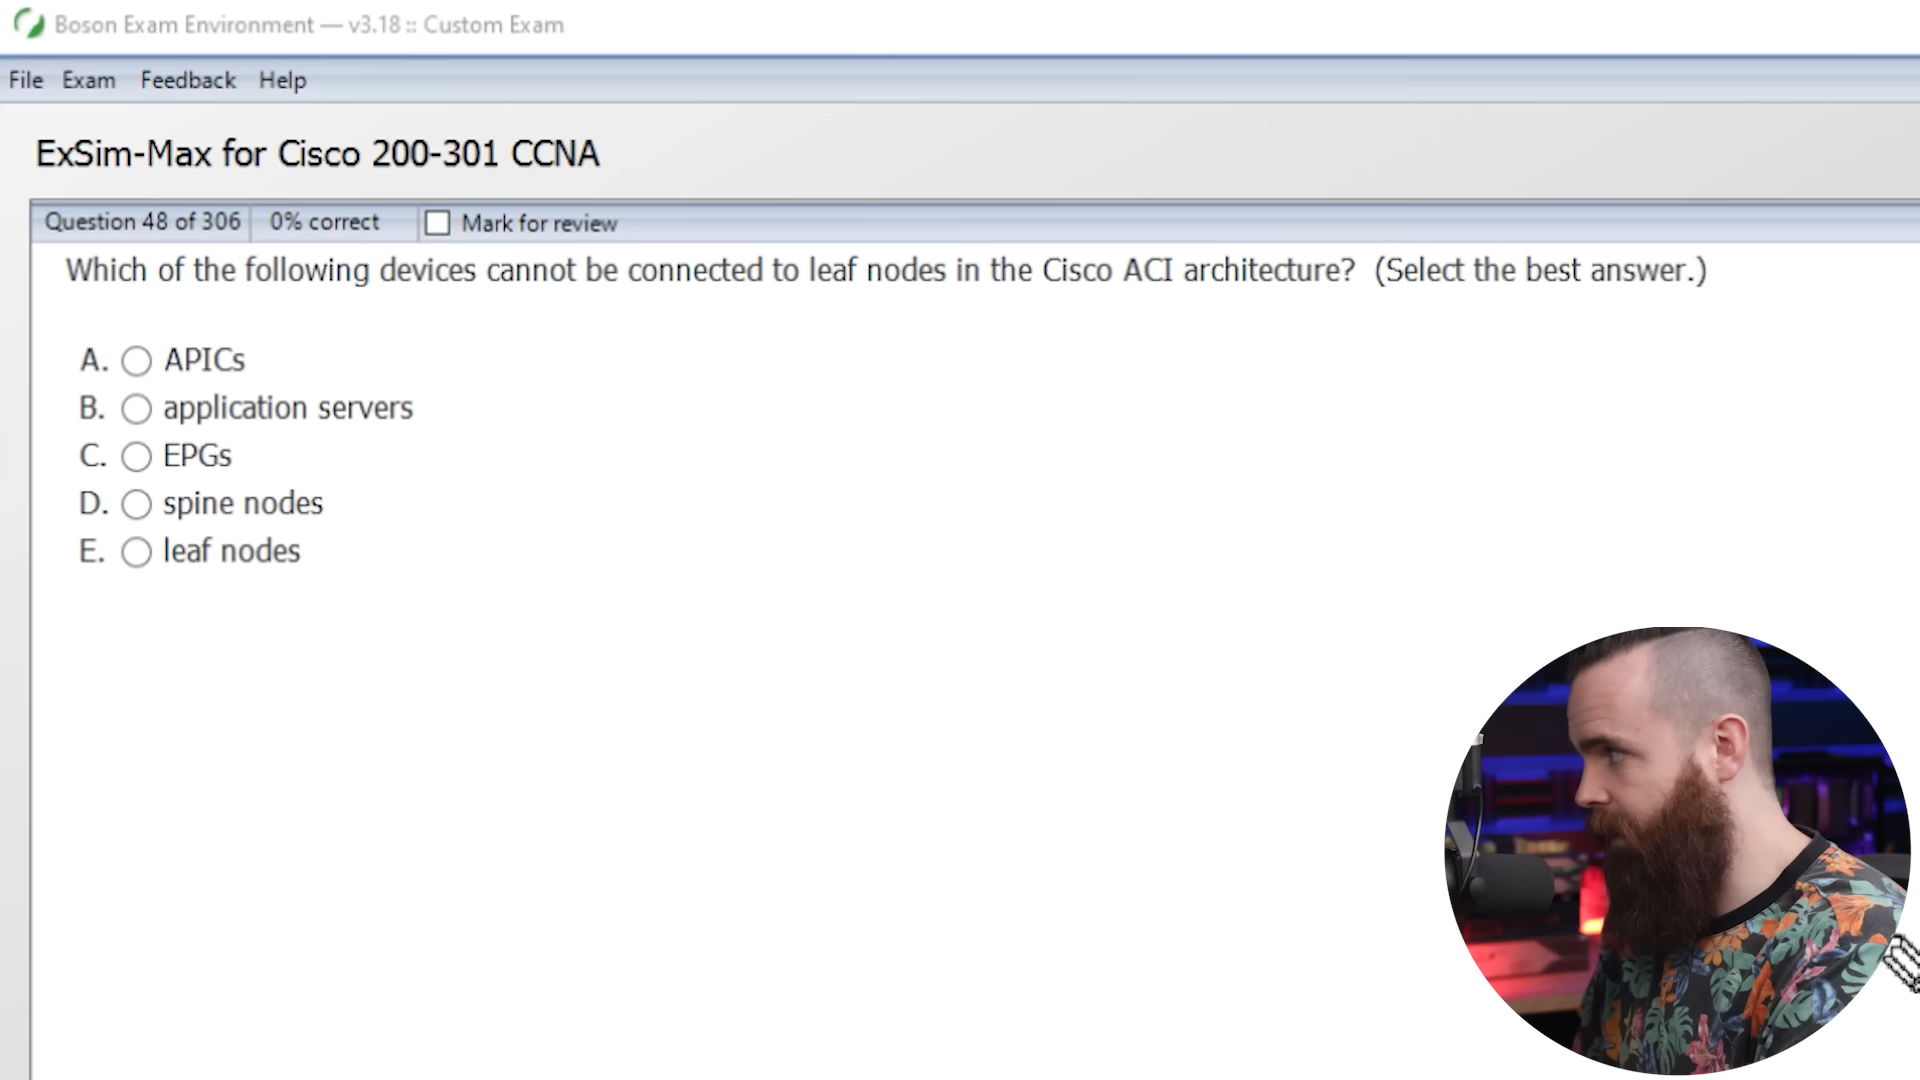 Boson Exam Environment — v3.18 :: Custom Exam
File Exam Feedback Help
ExSim-Max for Cisco 200-301 CCNA
Question 48 of 306 0% correct Mark for review
Which of the following devices cannot be connected to leaf nodes in the Cisco ACI architecture? (Select the best answer.)
A. APICs
B. application servers
C. EPGs
D. spine nodes
E. leaf nodes